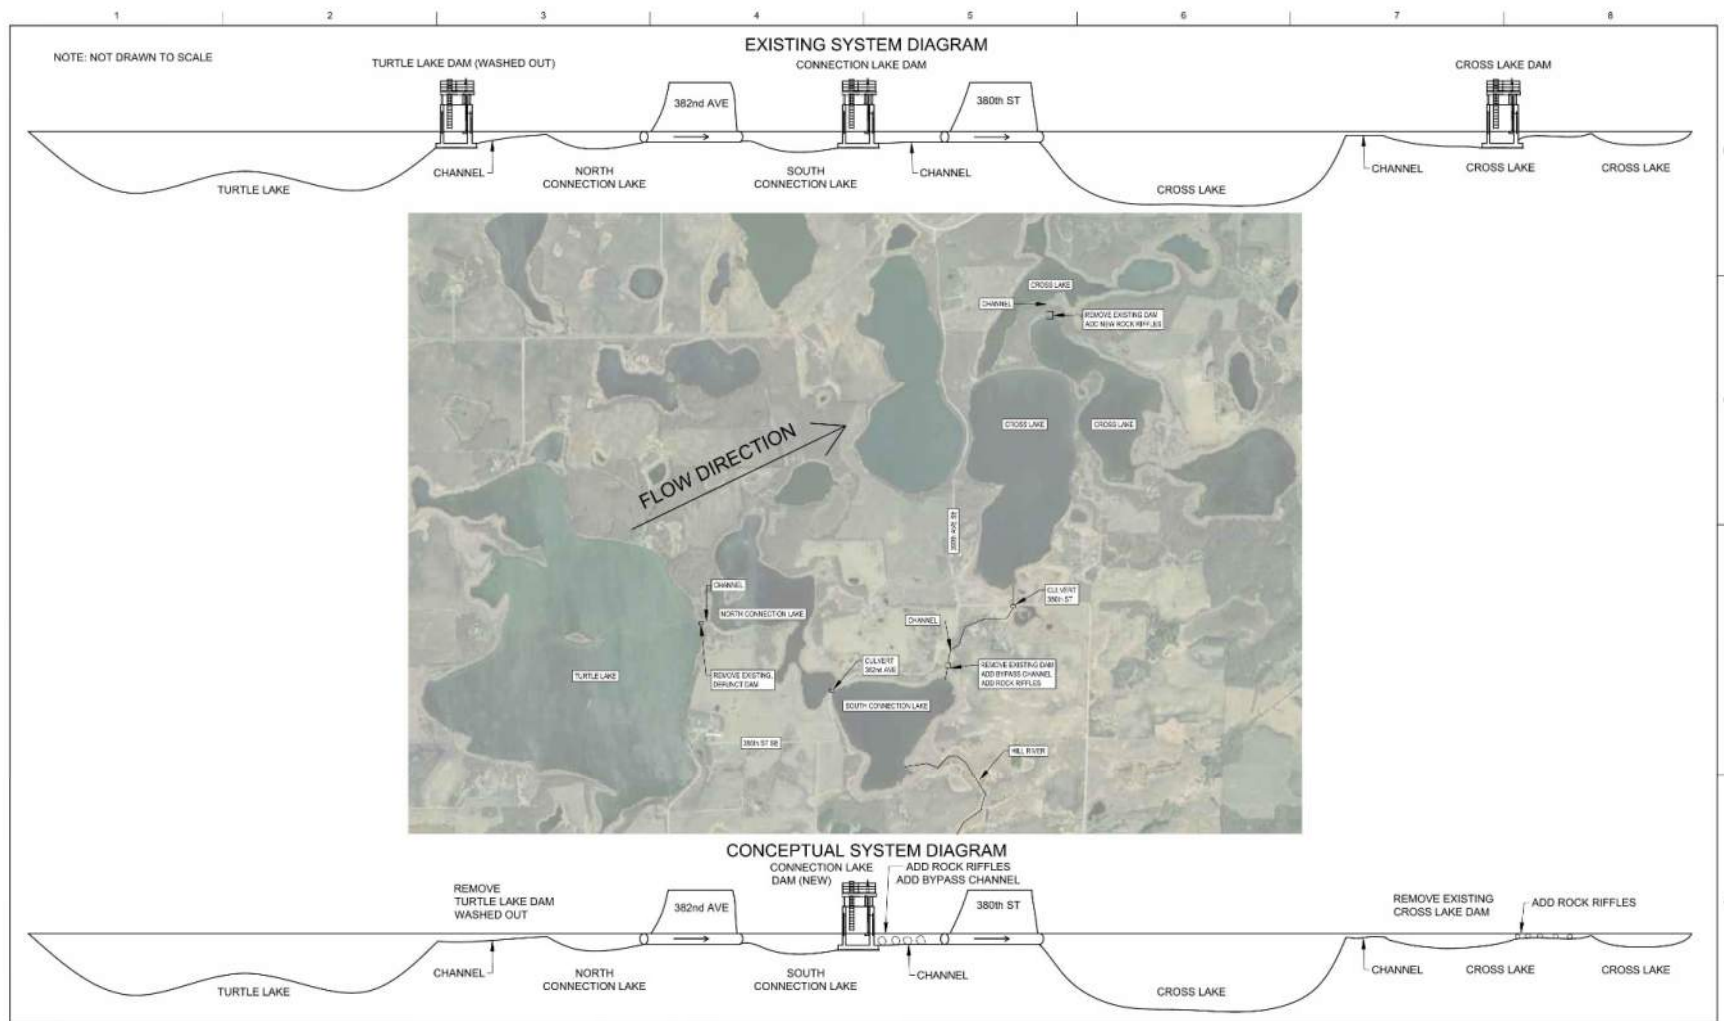 1 2 3 4 5 6 7 8
EXISTING SYSTEM DIAGRAM
NOTE: NOT DRAWN TO SCALE
TURTLE LAKE DAM (WASHED OUT)
CONNECTION LAKE DAM
CROSS LAKE DAM
382nd AVE
380th ST
TURTLE LAKE
CHANNEL
NORTH
CONNECTION LAKE
SOUTH
CONNECTION LAKE
CHANNEL
CROSS LAKE
CHANNEL
CROSS LAKE
CROSS LAKE
CROSS LAKE
CHANNEL
REMOVE EXISTING DAM
ADD NEW ROCK RIFFLES
CROSS LAKE
CROSS LAKE
FLOW DIRECTION
CHANNEL
NORTH CONNECTION LAKE
CULVERT
380th ST
CHANNEL
CULVERT
382nd AVE
REMOVE EXISTING DAM
ADD BYPASS CHANNEL
ADD ROCK RIFFLES
TURTLE LAKE
REMOVE EXISTING,
DEFUNCT DAM
SOUTH CONNECTION LAKE
380th ST SE
HILL RIVER
CONCEPTUAL SYSTEM DIAGRAM
CONNECTION LAKE
DAM (NEW)
ADD ROCK RIFFLES
ADD BYPASS CHANNEL
REMOVE
TURTLE LAKE DAM
WASHED OUT
382nd AVE
380th ST
REMOVE EXISTING
CROSS LAKE DAM
ADD ROCK RIFFLES
TURTLE LAKE
CHANNEL
NORTH
CONNECTION LAKE
SOUTH
CONNECTION LAKE
CHANNEL
CROSS LAKE
CHANNEL
CROSS LAKE
CROSS LAKE